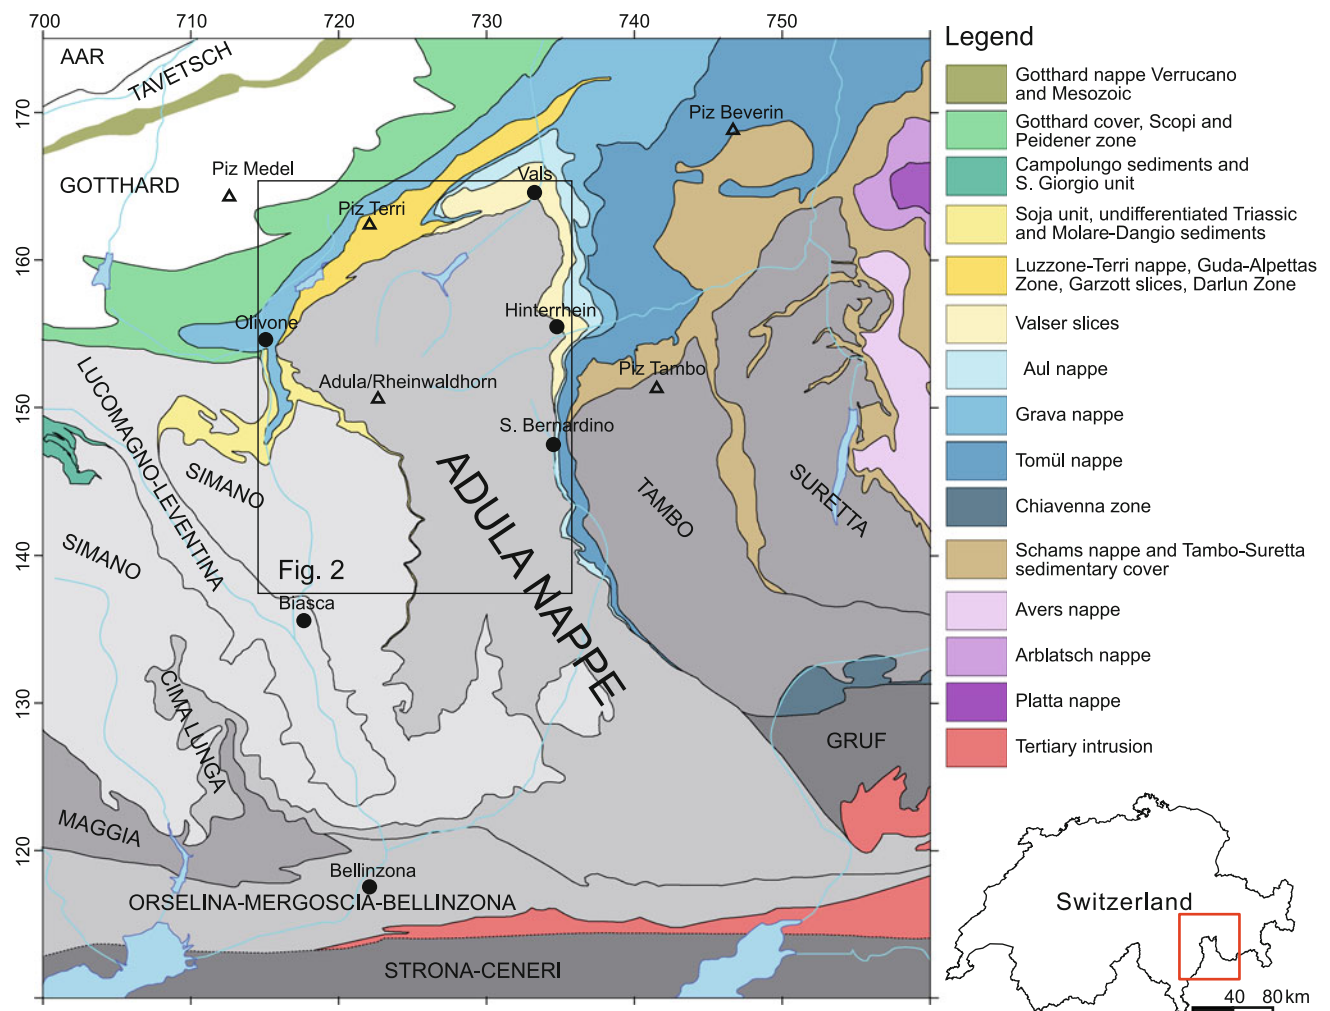 700
710
720
730
740
750
170
160
150
140
130
120
AAR
TAVETSCH
GOTTHARD
Piz Medel
Piz Terri
Vals
Piz Beverin
Olivone
Hinterrhein
Adula/Rheinwaldhorn
Piz Tambo
S. Bernardino
LUCOMAGNO-LEVENTINA
SIMANO
SIMANO
ADULA NAPPE
TAMBO
SURETTA
Fig. 2
Biasca
CIMA LUNGA
GRUF
MAGGIA
Bellinzona
ORSELINA-MERGOSCIA-BELLINZONA
STRONA-CENERI
Legend
Gotthard nappe Verrucano
and Mesozoic
Gotthard cover, Scopi and
Peidener zone
Campolungo sediments and
S. Giorgio unit
Soja unit, undifferentiated Triassic
and Molare-Dangio sediments
Luzzone-Terri nappe, Guda-Alpettas
Zone, Garzott slices, Darlun Zone
Valser slices
Aul nappe
Grava nappe
Tomül nappe
Chiavenna zone
Schams nappe and Tambo-Suretta
sedimentary cover
Avers nappe
Arblatsch nappe
Platta nappe
Tertiary intrusion
Switzerland
40 80 km